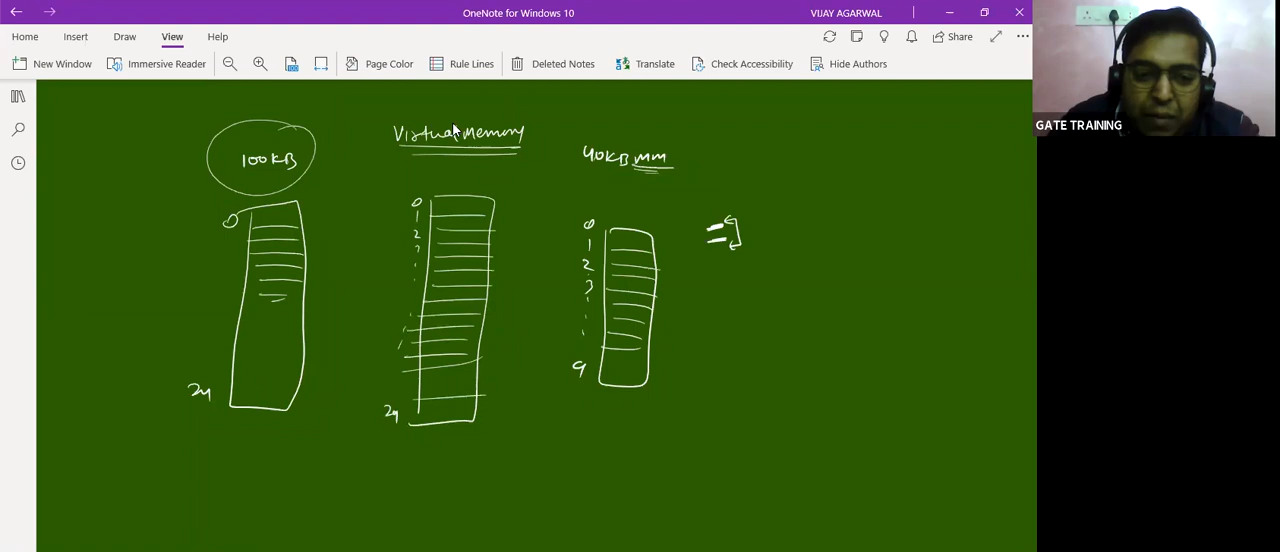 OneNote for Windows 10
VIJAY AGARWAL
Home Insert Draw View Help
Share
New Window Immersive Reader Page Color Rule Lines Deleted Notes Translate Check Accessibility Hide Authors
GATE TRAINING
Virtual Memory
100KB
40KB MM
0
1
2
3
24
0
1
2
3
9
0
24